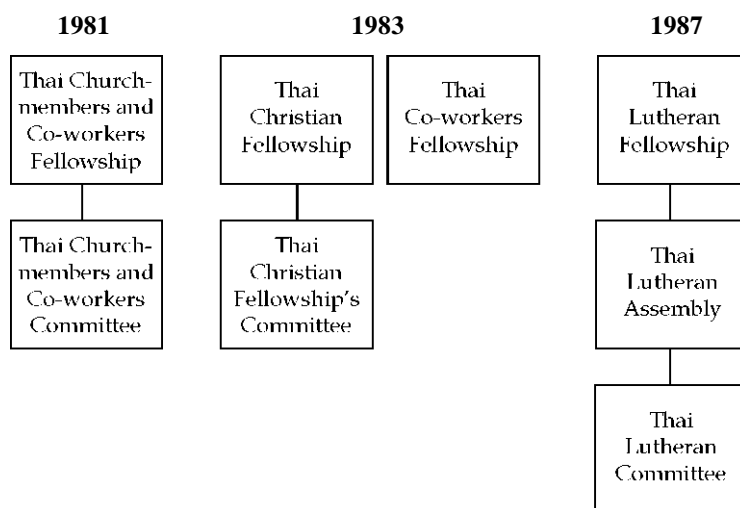 1981
Thai Church-
members and
Co-workers
Fellowship
Thai Church-
members and
Co-workers
Committee
1983
Thai
Christian
Fellowship
Thai
Co-workers
Fellowship
Thai
Christian
Fellowship's
Committee
1987
Thai
Lutheran
Fellowship
Thai
Lutheran
Assembly
Thai
Lutheran
Committee